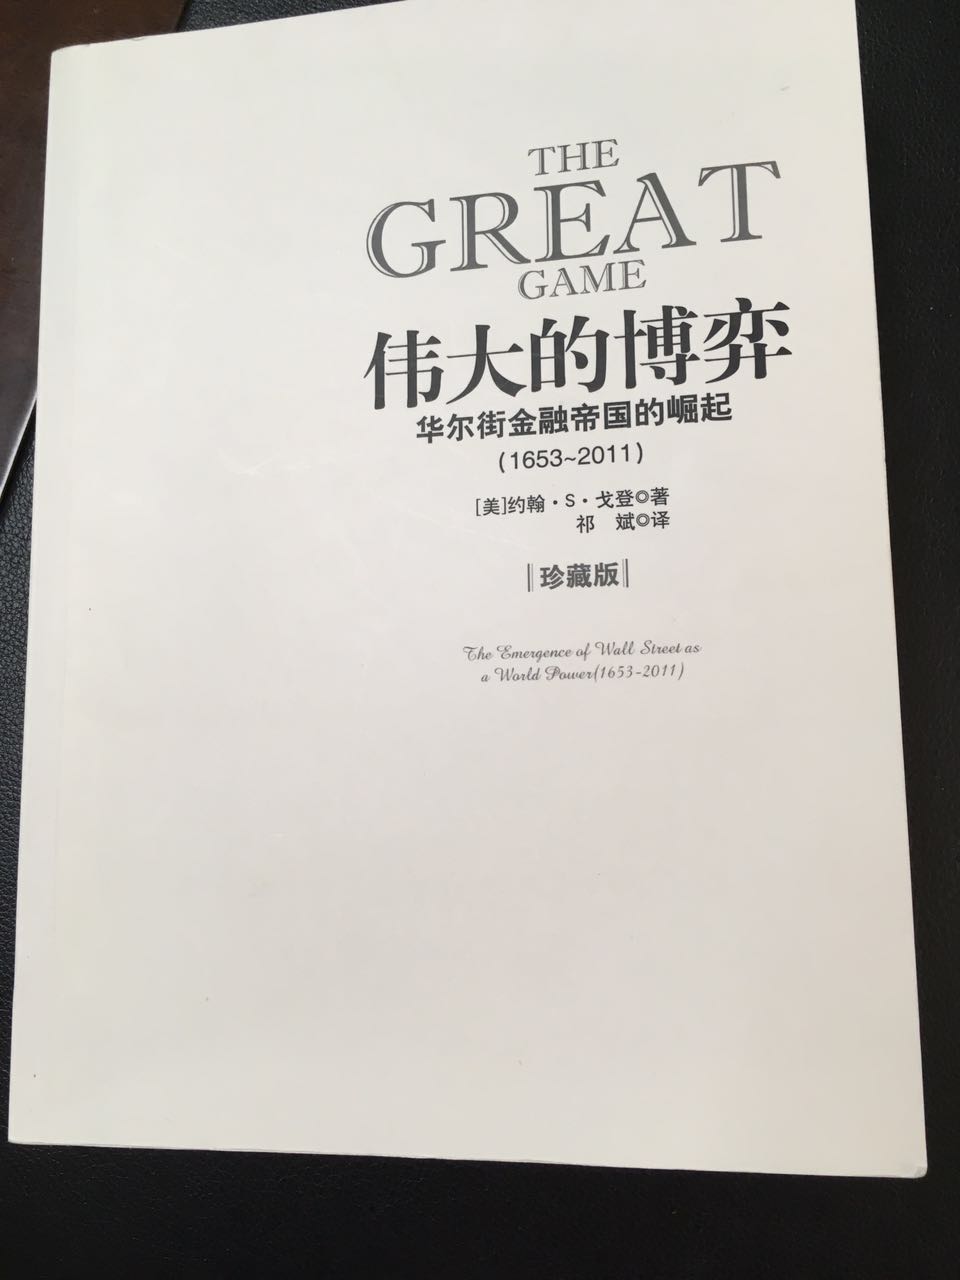 THE
GREAT
GAME
伟大的博弈
华尔街金融帝国的崛起
(1653~2011)
[美]约翰·S·戈登◎著
祁 斌◎译
珍藏版
The Emergence of Wall Street as
a World Power(1653-2011)